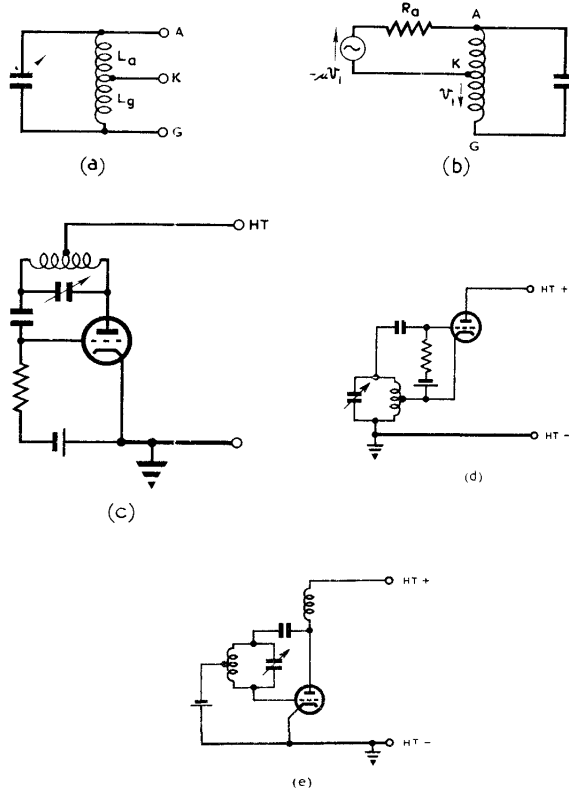 A
La
K
Lg
G
(a)
Ra
A
-μv₁
K
v₁
G
(b)
HT
(c)
HT +
HT -
(d)
HT +
HT -
(e)